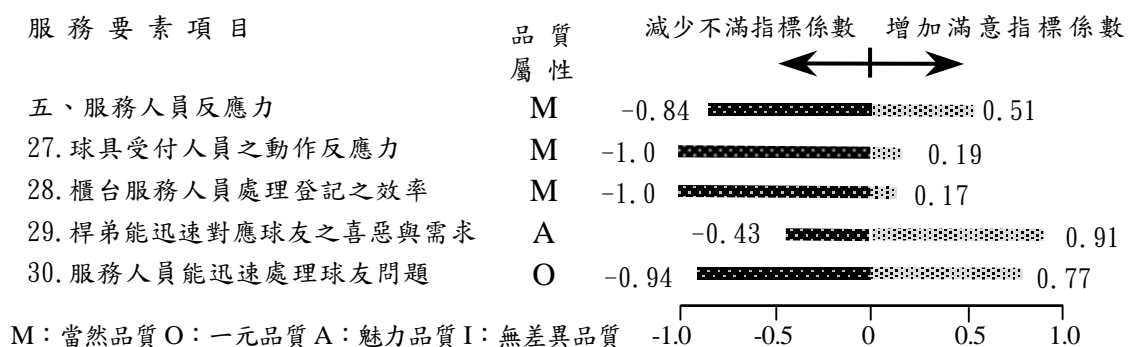 服務要素項目 品質屬性 減少不滿指標係數 增加滿意指標係數
五、服務人員反應力 M -0.84 0.51
27.球具受付人員之動作反應力 M -1.0 0.19
28.櫃台服務人員處理登記之效率 M -1.0 0.17
29.桿弟能迅速對應球友之喜惡與需求 A -0.43 0.91
30.服務人員能迅速處理球友問題 O -0.94 0.77
M：當然品質 O：一元品質 A：魅力品質 I：無差異品質 -1.0 -0.5 0 0.5 1.0